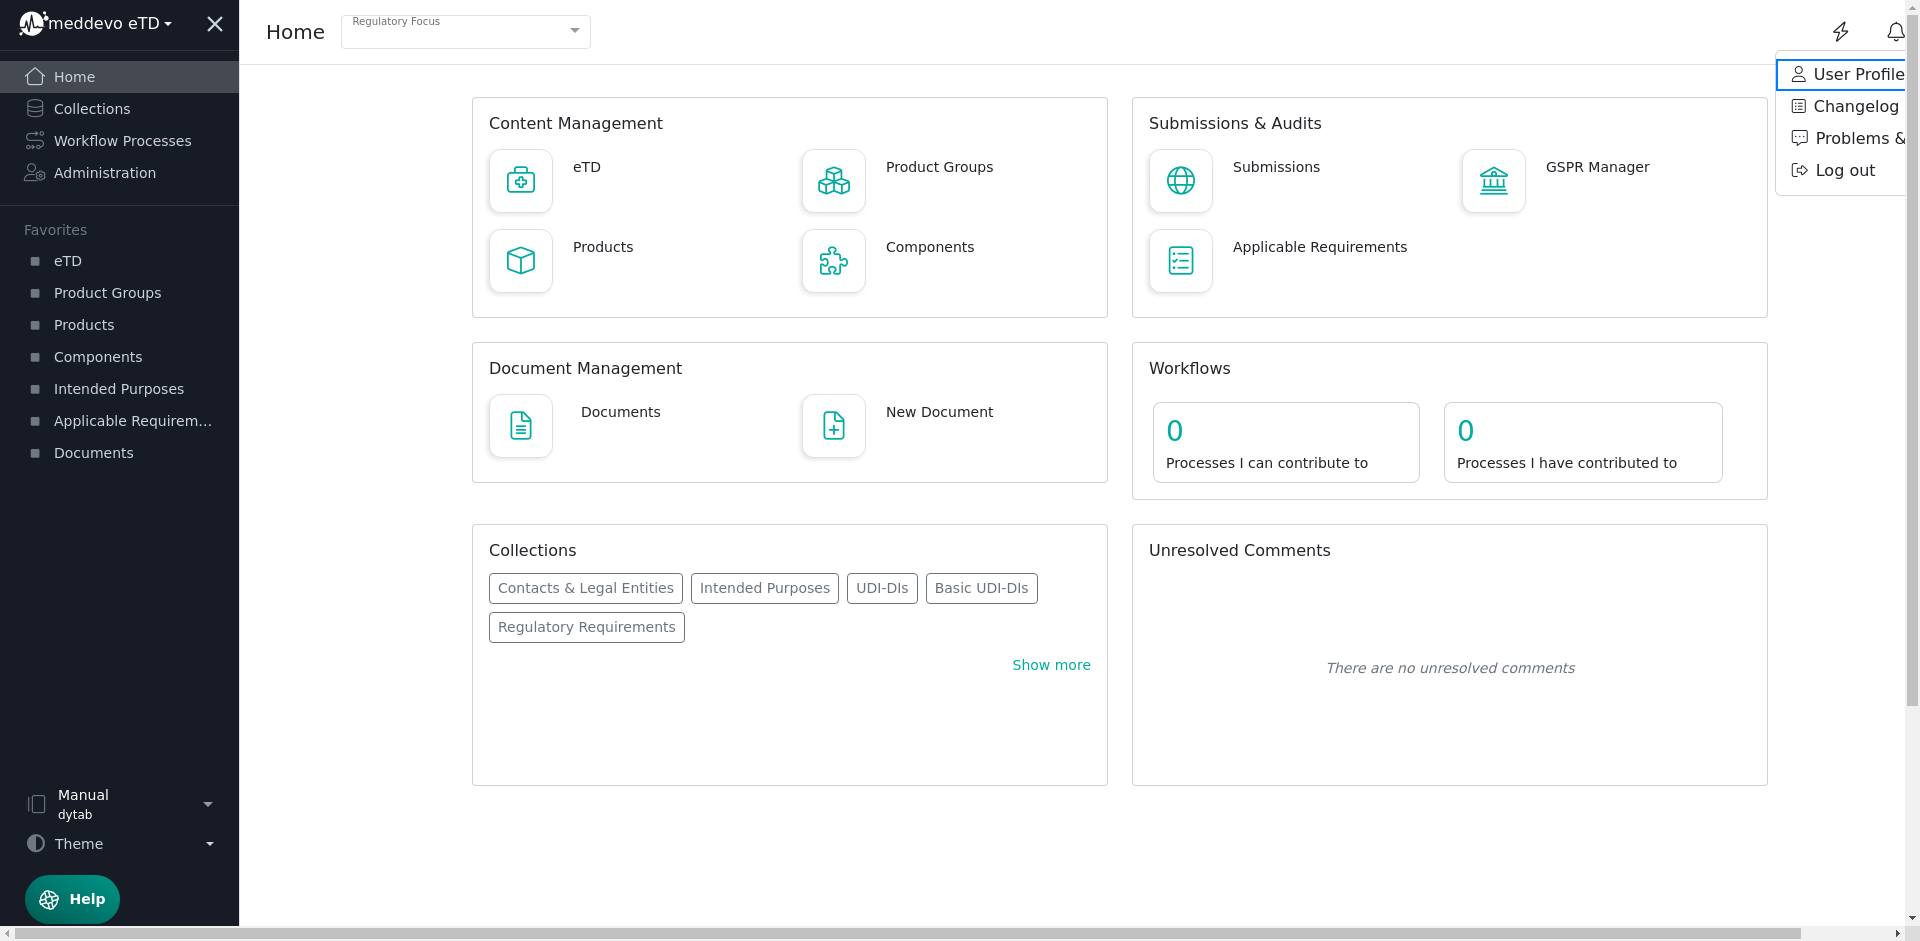 meddevo eTD
Home
Collections
Workflow Processes
Administration
Favorites
eTD
Product Groups
Products
Components
Intended Purposes
Applicable Requirem...
Documents
Manual
dytab
Theme
Help
Home
Regulatory Focus
User Profile
Changelog
Problems &
Log out
Content Management
eTD
Product Groups
Products
Components
Submissions & Audits
Submissions
GSPR Manager
Applicable Requirements
Document Management
Documents
New Document
Workflows
0
Processes I can contribute to
0
Processes I have contributed to
Collections
Contacts & Legal Entities
Intended Purposes
UDI-DIs
Basic UDI-DIs
Regulatory Requirements
Show more
Unresolved Comments
There are no unresolved comments